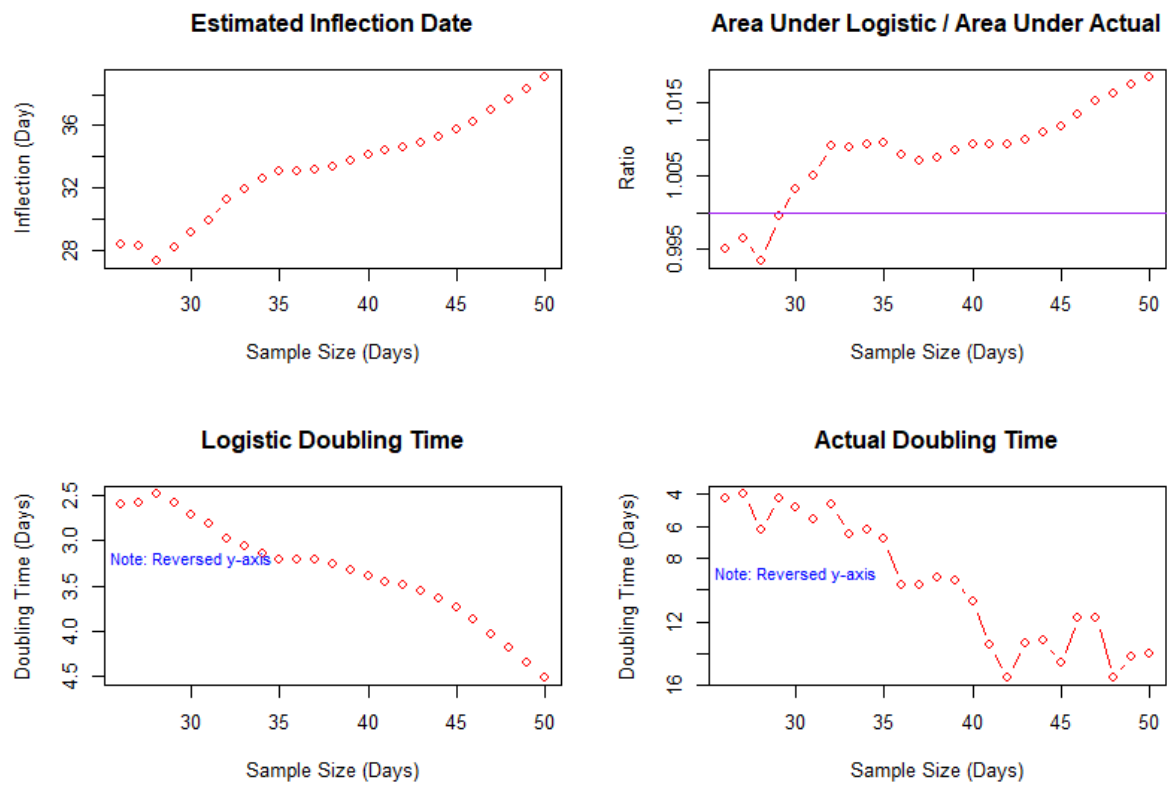 Estimated Inflection Date
Inflection (Day)
36
32
28
30 35 40 45 50
Sample Size (Days)
Area Under Logistic / Area Under Actual
Ratio
1.015
1.005
0.995
30 35 40 45 50
Sample Size (Days)
Logistic Doubling Time
Doubling Time (Days)
2.5
3.0
3.5
4.0
4.5
Note: Reversed y-axis
30 35 40 45 50
Sample Size (Days)
Actual Doubling Time
Doubling Time (Days)
4
6
8
12
16
Note: Reversed y-axis
30 35 40 45 50
Sample Size (Days)